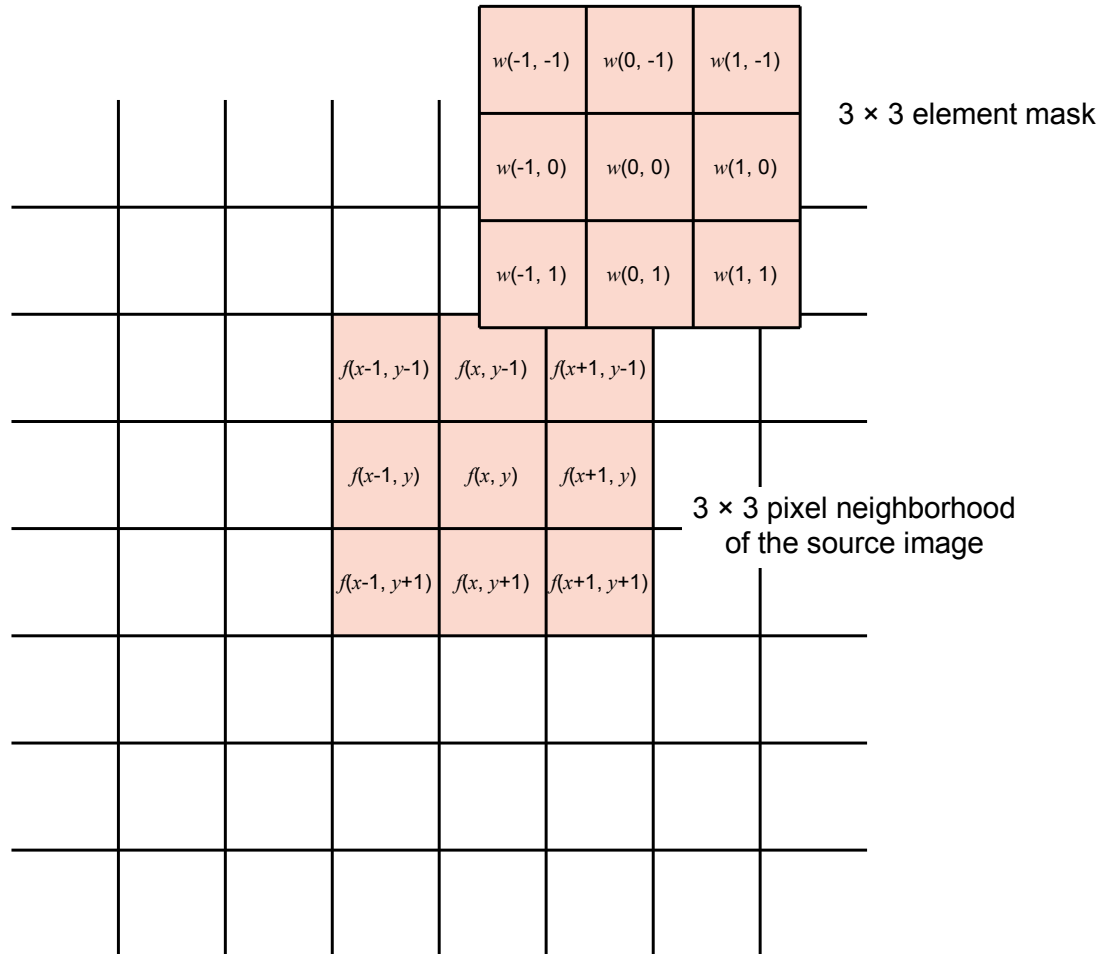 w(-1, -1) w(0, -1) w(1, -1)
3 × 3 element mask
w(-1, 0) w(0, 0) w(1, 0)
w(-1, 1) w(0, 1) w(1, 1)
f(x-1, y-1) f(x, y-1) f(x+1, y-1)
f(x-1, y) f(x, y) f(x+1, y)
3 × 3 pixel neighborhood
of the source image
f(x-1, y+1) f(x, y+1) f(x+1, y+1)